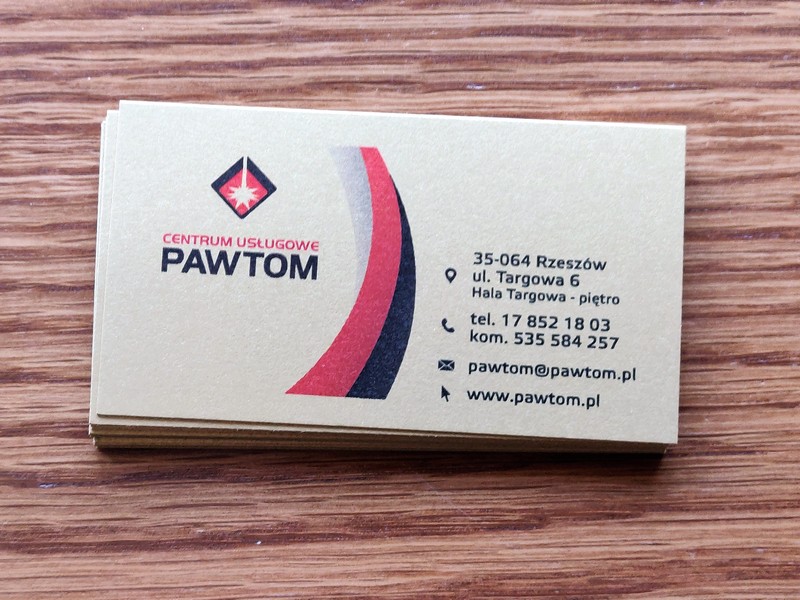 CENTRUM USŁUGOWE
PAWTOM
35-064 Rzeszów
ul. Targowa 6
Hala Targowa - piętro
tel. 17 852 18 03
kom. 535 584 257
pawtom@pawtom.pl
www.pawtom.pl